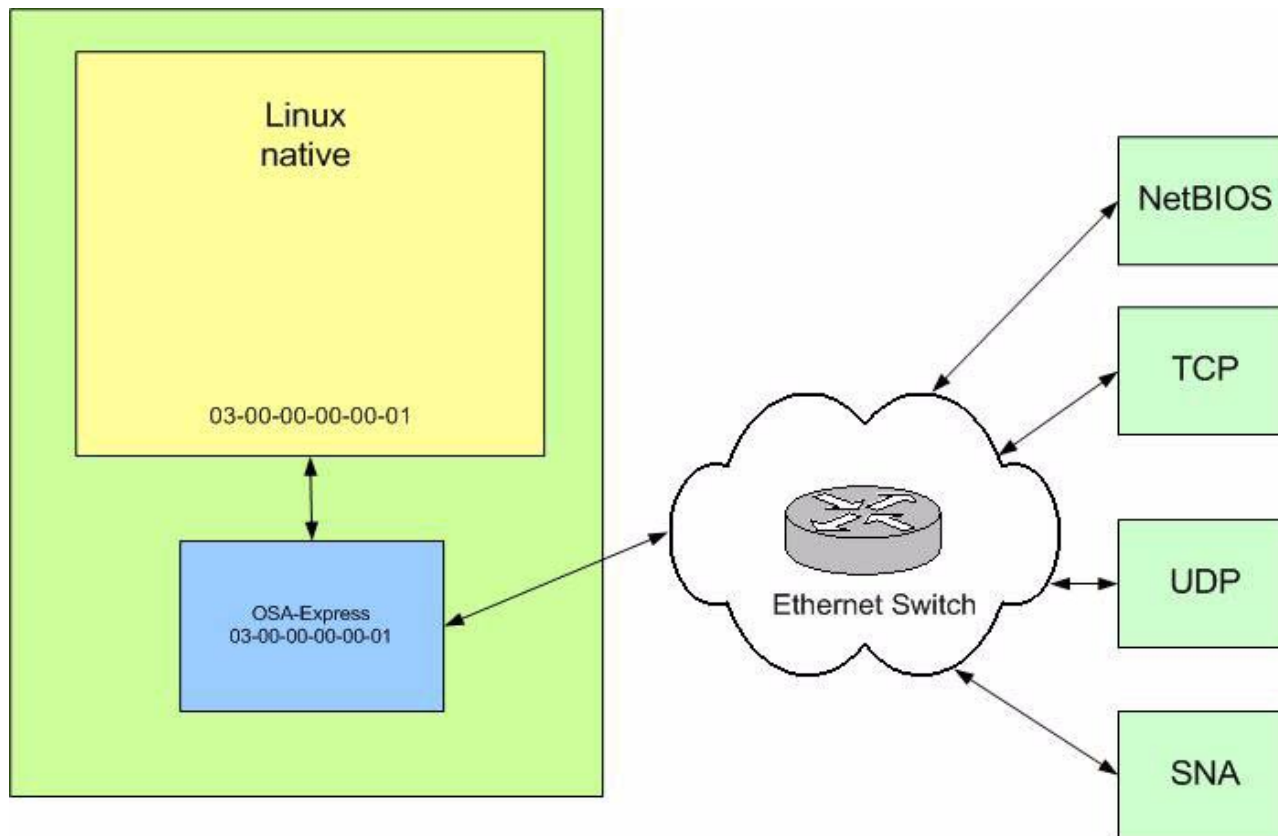 Linux
native
03-00-00-00-00-01
OSA-Express
03-00-00-00-00-01
Ethernet Switch
NetBIOS
TCP
UDP
SNA